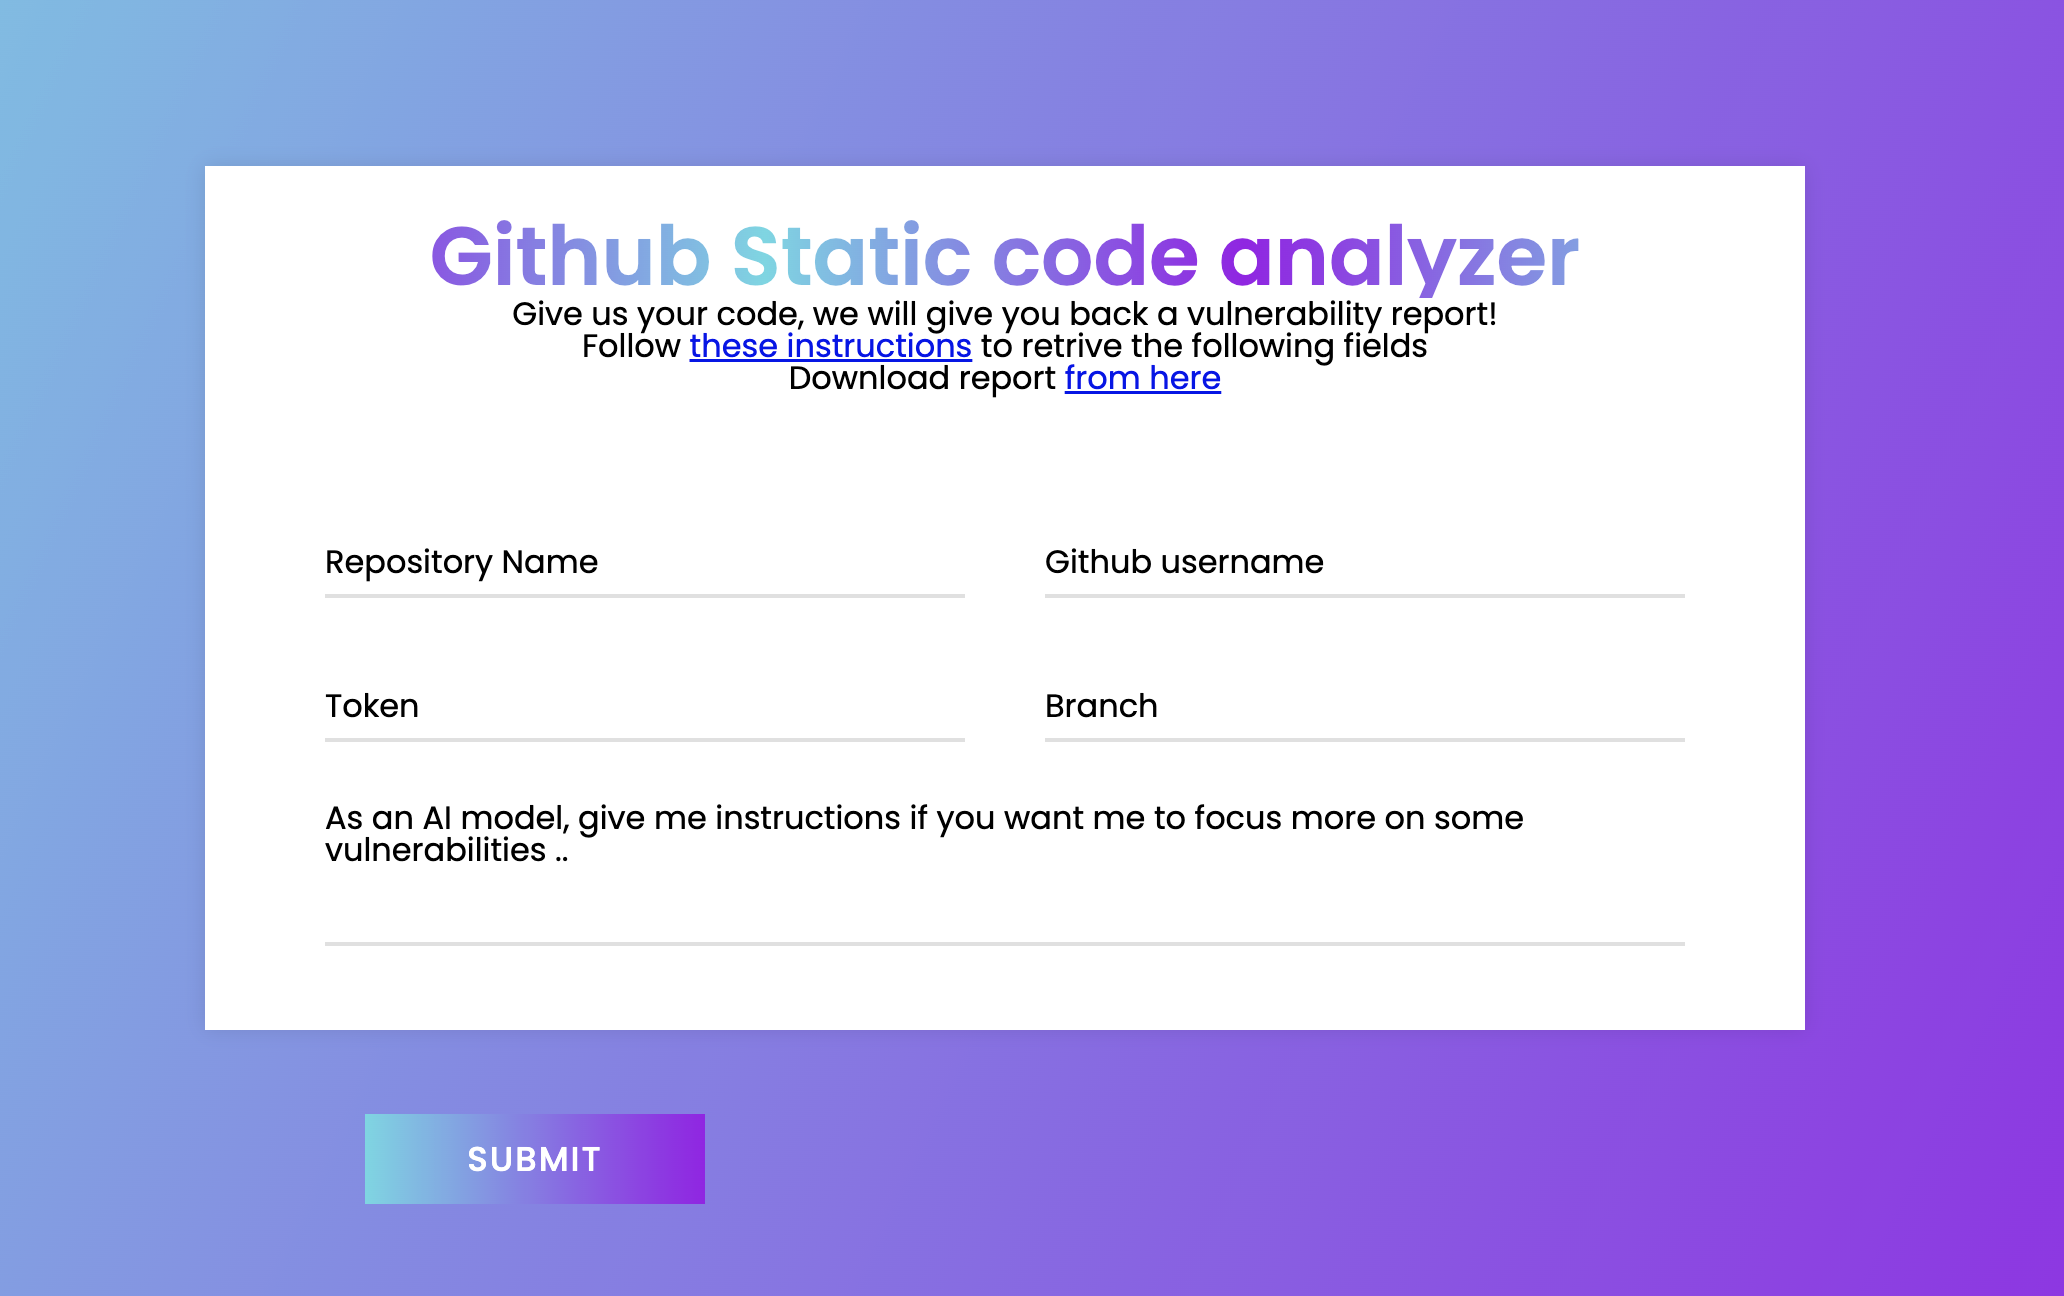 Github Static code analyzer
Give us your code, we will give you back a vulnerability report!
Follow these instructions to retrive the following fields
Download report from here
Repository Name
Github username
Token
Branch
As an AI model, give me instructions if you want me to focus more on some
vulnerabilities ..
SUBMIT